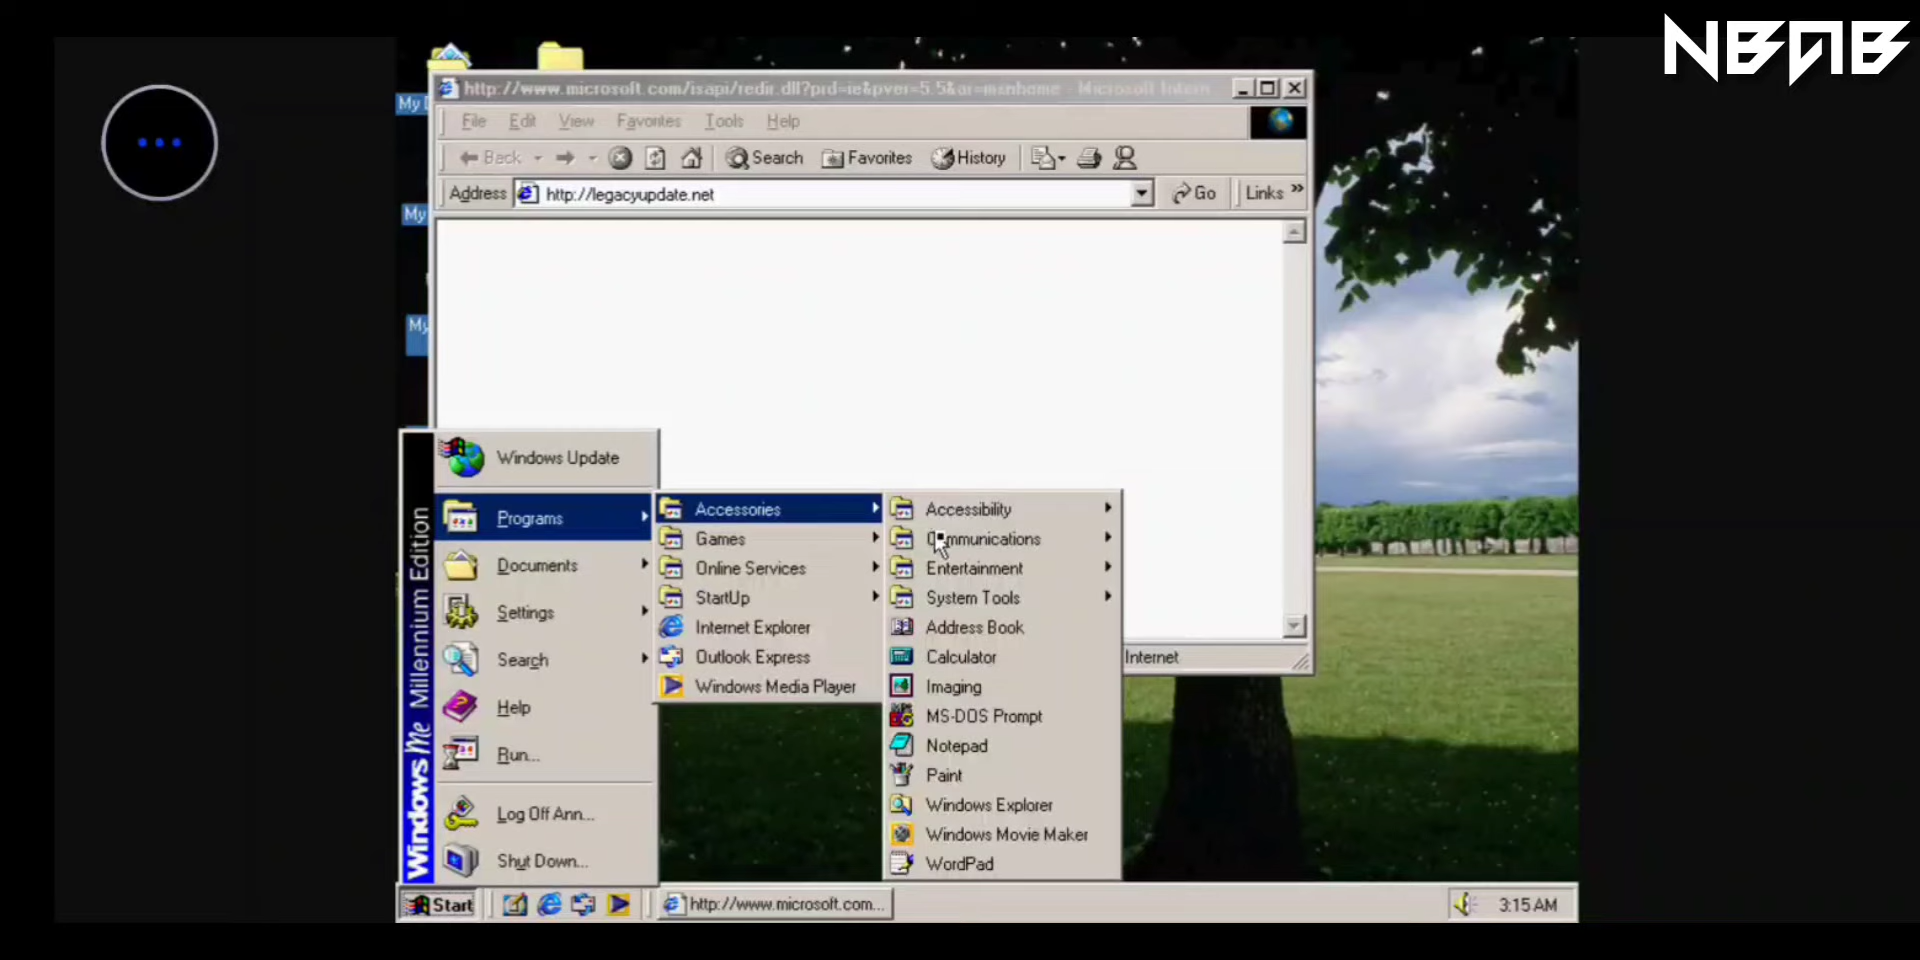 NBAB
http://www.microsoft.com/isapi/redir.dll?prd=ie&pver=5.5&ar=msnhome - Microsoft Intern
File Edit View Favorites Tools Help
Back Search Favorites History
Address http://legacyupdate.net Go Links »
My
My
My
Windows Update
Programs
Documents
Settings
Search
Help
Run...
Log Off Ann...
Shut Down...
Windows Me Millennium Edition
Accessories
Games
Online Services
StartUp
Internet Explorer
Outlook Express
Windows Media Player
Accessibility
Communications
Entertainment
System Tools
Address Book
Calculator
Imaging
MS-DOS Prompt
Notepad
Paint
Windows Explorer
Windows Movie Maker
WordPad
Internet
Start http://www.microsoft.com... 3:15 AM